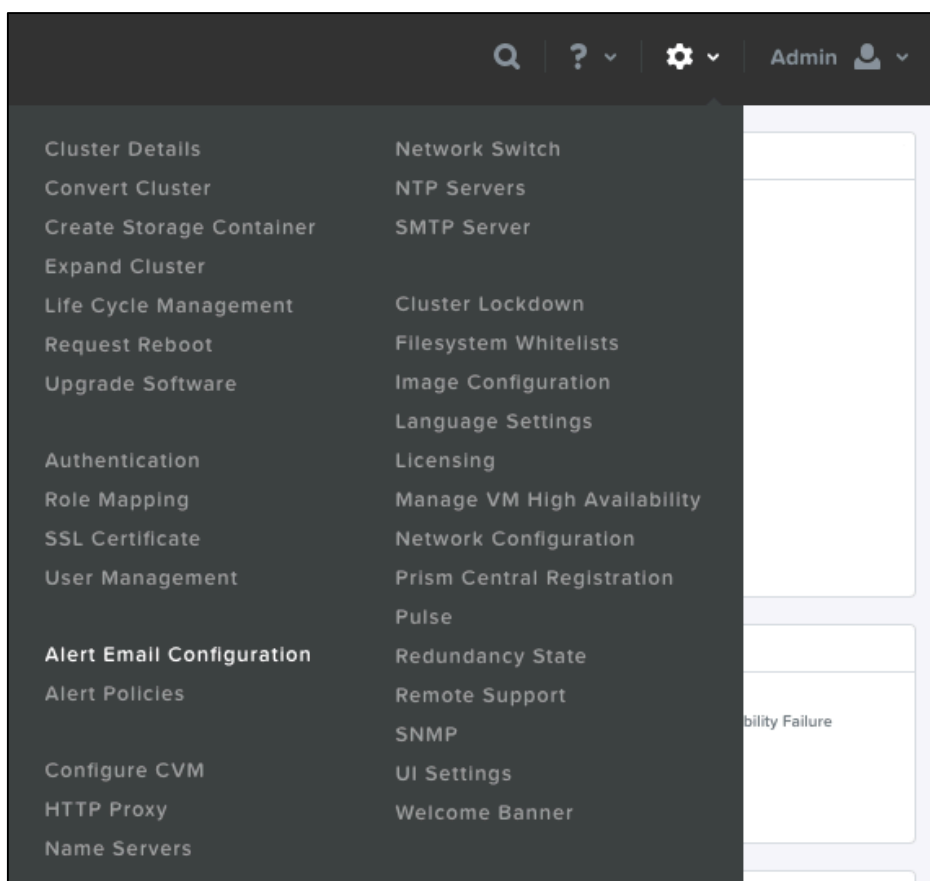 ?
Admin
Cluster Details
Convert Cluster
Create Storage Container
Expand Cluster
Life Cycle Management
Request Reboot
Upgrade Software
Authentication
Role Mapping
SSL Certificate
User Management
Alert Email Configuration
Alert Policies
Configure CVM
HTTP Proxy
Name Servers
Network Switch
NTP Servers
SMTP Server
Cluster Lockdown
Filesystem Whitelists
Image Configuration
Language Settings
Licensing
Manage VM High Availability
Network Configuration
Prism Central Registration
Pulse
Redundancy State
Remote Support
SNMP
UI Settings
Welcome Banner
bility Failure